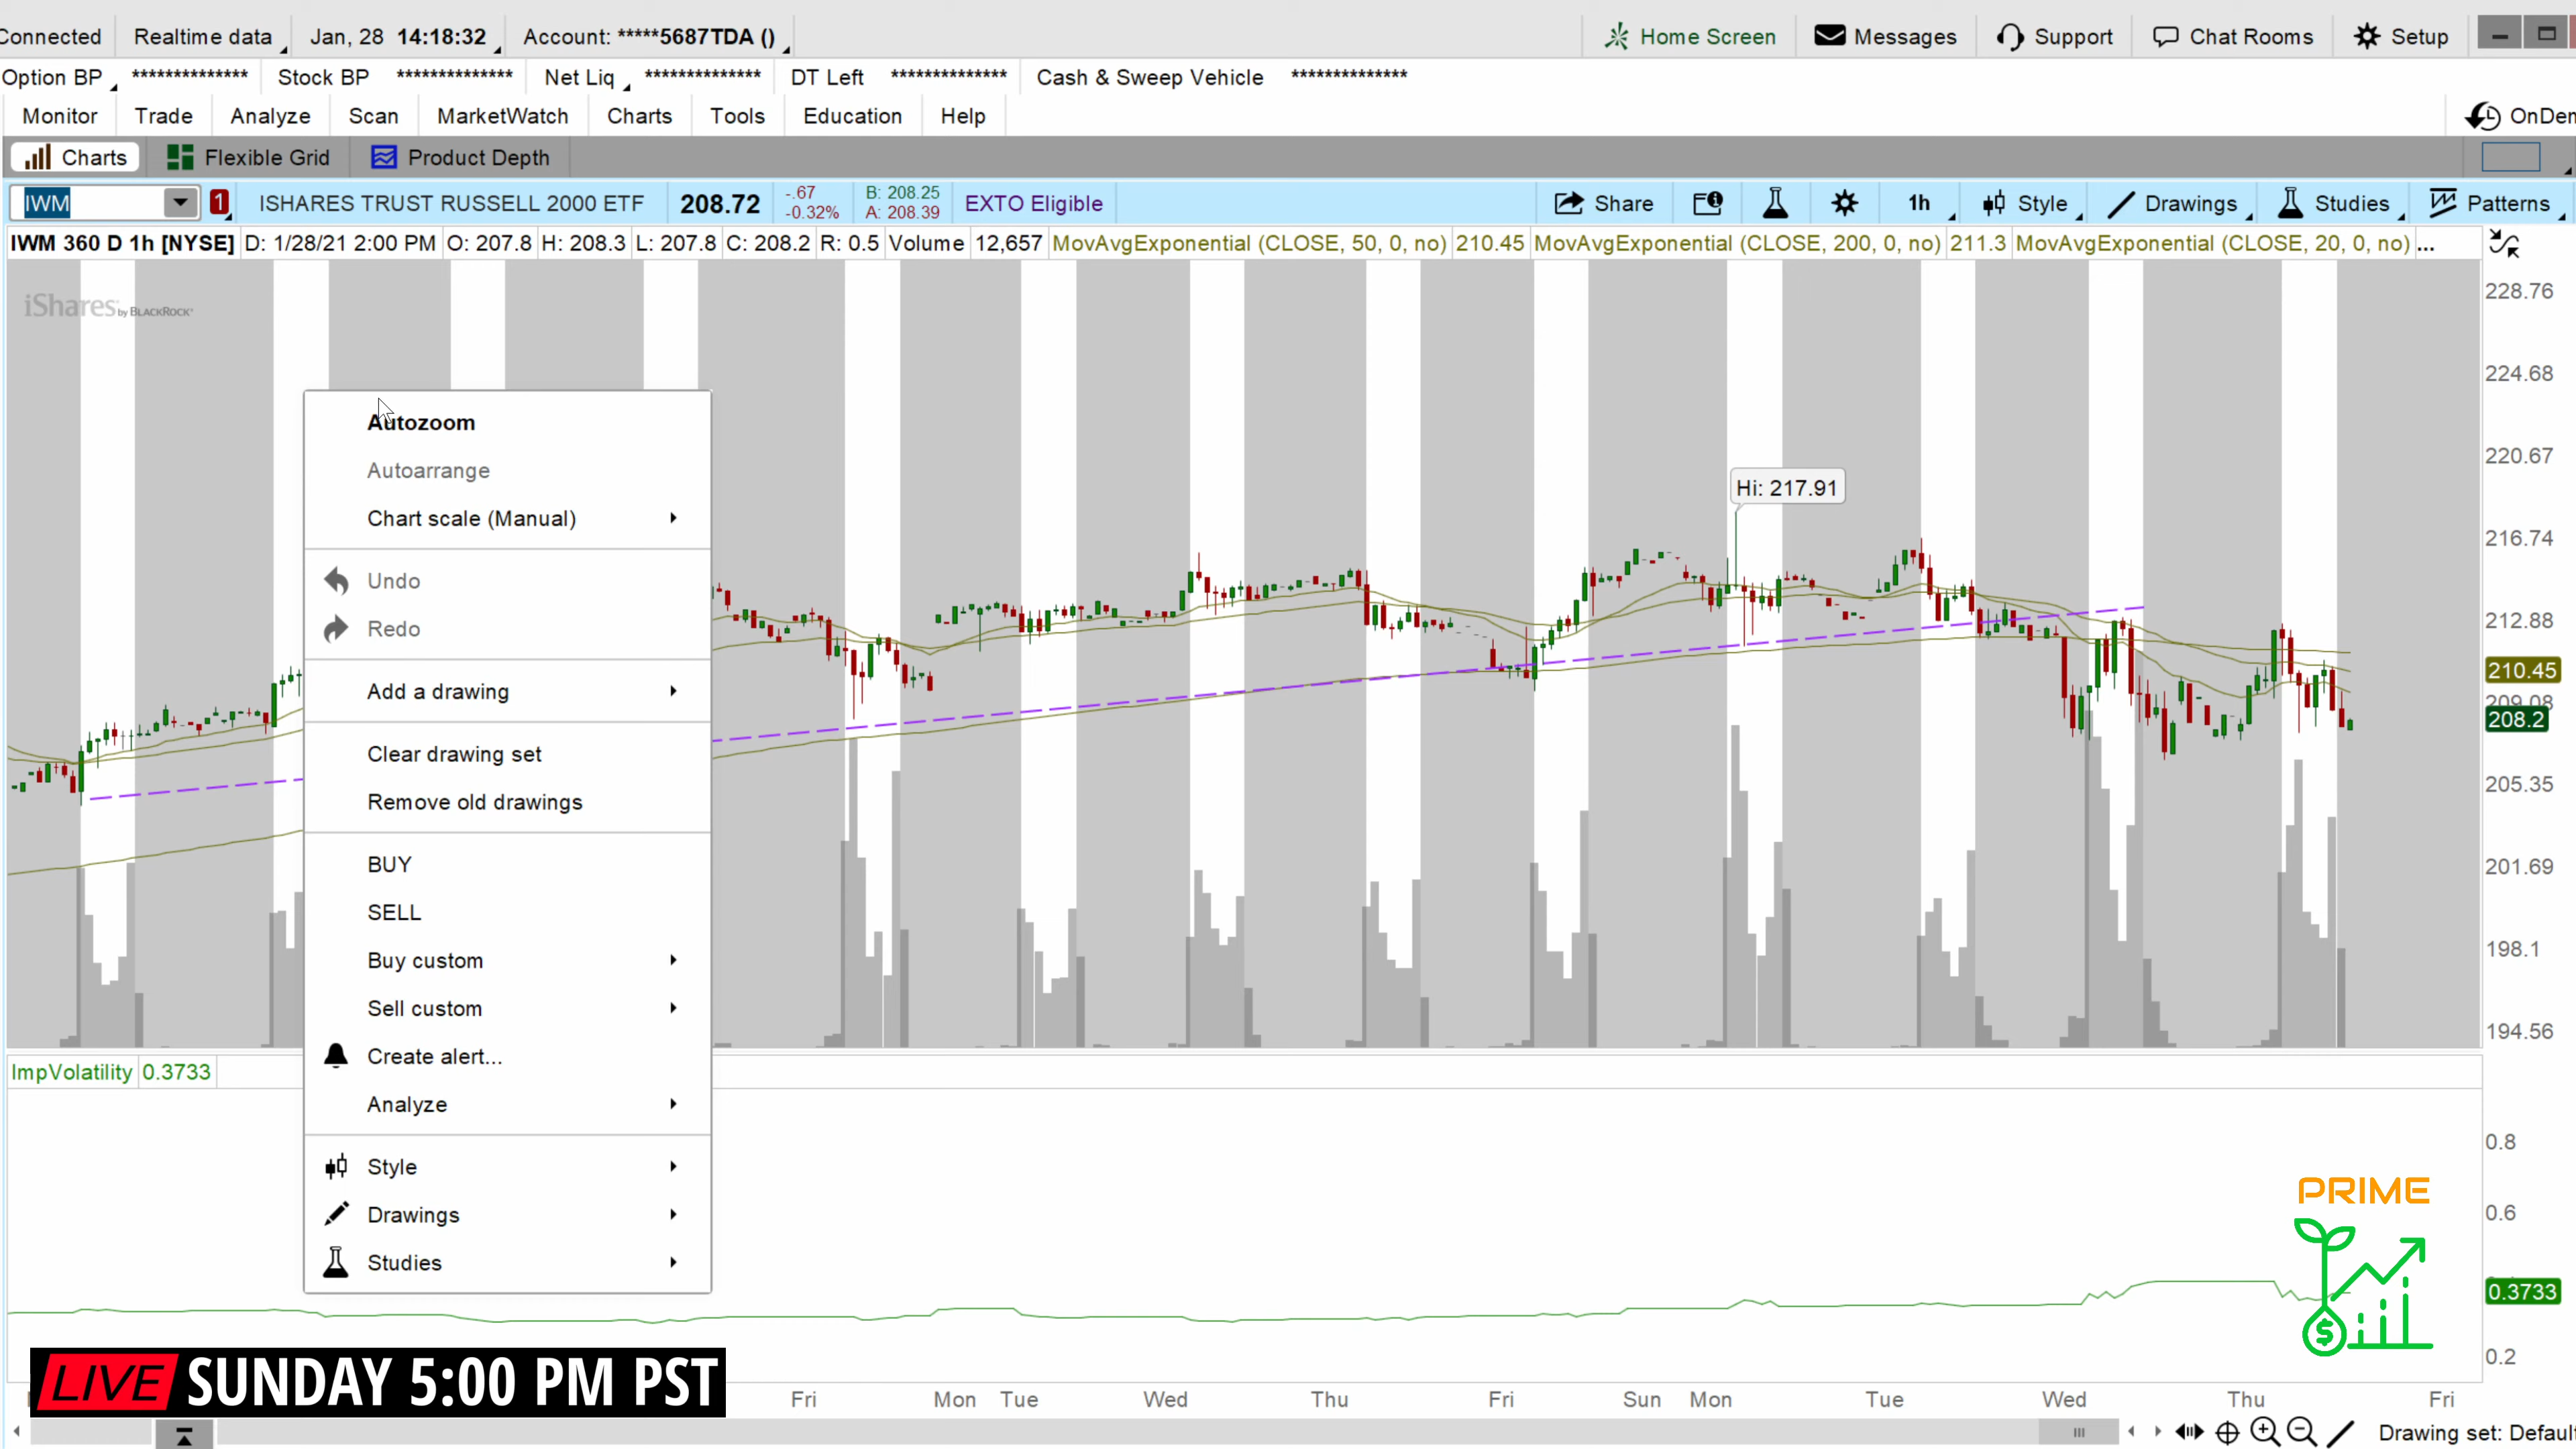 Connected Realtime data Jan, 28 14:18:32 Account: *****5687TDA () Home Screen Messages Support Chat Rooms Setup
Option BP ************** Stock BP ************** Net Liq ************** DT Left ************** Cash & Sweep Vehicle **************
Monitor Trade Analyze Scan MarketWatch Charts Tools Education Help OnDem
Charts Flexible Grid Product Depth
IWM 1 ISHARES TRUST RUSSELL 2000 ETF 208.72 -.67 -0.32% B: 208.25 A: 208.39 EXTO Eligible Share 1h Style Drawings Studies Patterns
IWM 360 D 1h [NYSE] D: 1/28/21 2:00 PM O: 207.8 H: 208.3 L: 207.8 C: 208.2 R: 0.5 Volume 12,657 MovAvgExponential (CLOSE, 50, 0, no) 210.45 MovAvgExponential (CLOSE, 200, 0, no) 211.3 MovAvgExponential (CLOSE, 20, 0, no) ...
iShares by BLACKROCK
228.76
224.68
220.67
216.74
212.88
210.45
209.08
208.2
205.35
201.69
198.1
194.56
Hi: 217.91
Autozoom
Autoarrange
Chart scale (Manual)
Undo
Redo
Add a drawing
Clear drawing set
Remove old drawings
BUY
SELL
Buy custom
Sell custom
Create alert...
Analyze
Style
Drawings
Studies
ImpVolatility 0.3733
0.8
0.6
0.3733
0.2
PRIME
$
LIVE SUNDAY 5:00 PM PST
Fri Mon Tue Wed Thu Fri Sun Mon Tue Wed Thu Fri
Drawing set: Defaul